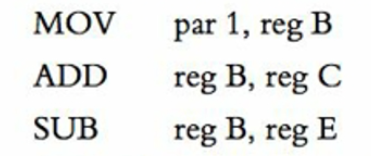 MOV par 1, reg B
ADD reg B, reg C
SUB reg B, reg E